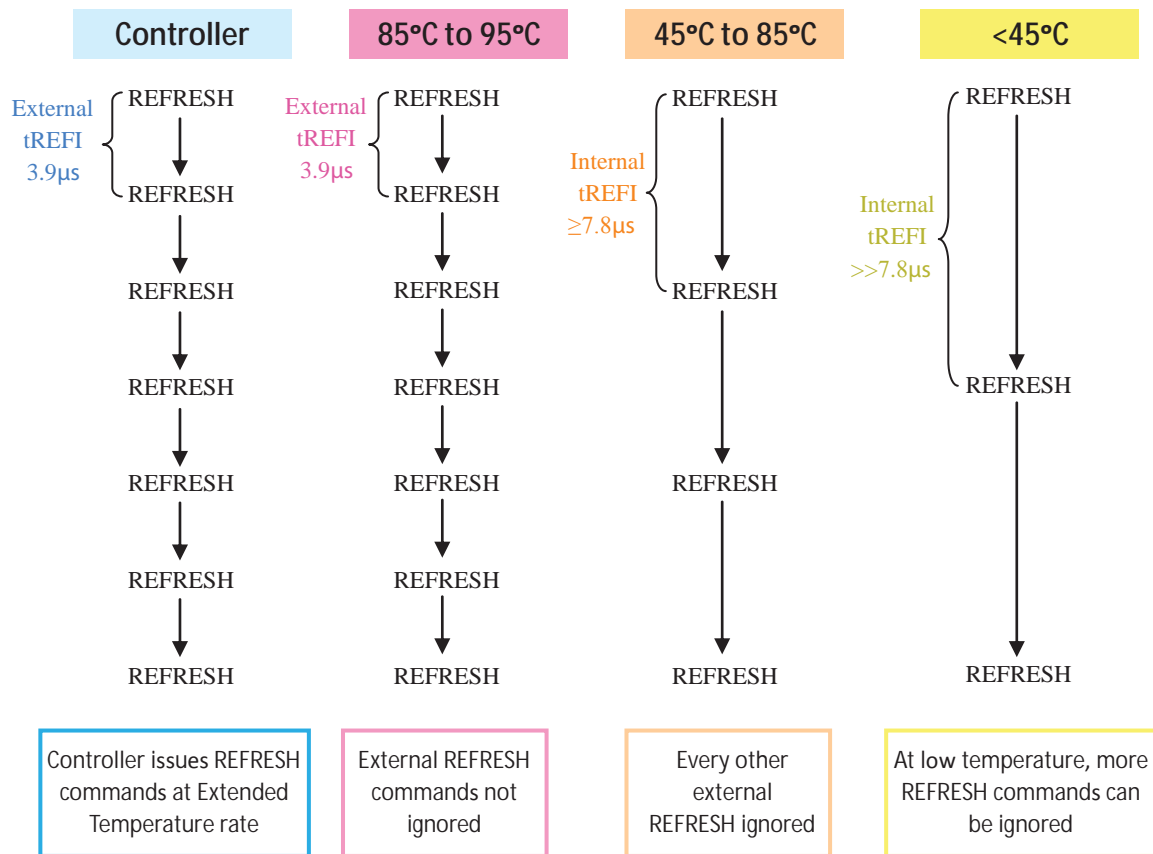 Controller
85°C to 95°C
45°C to 85°C
<45°C
External
tREFI
3.9µs
REFRESH
REFRESH
REFRESH
REFRESH
REFRESH
REFRESH
REFRESH
External
tREFI
3.9µs
REFRESH
REFRESH
REFRESH
REFRESH
REFRESH
REFRESH
REFRESH
Internal
tREFI
≥7.8µs
REFRESH
REFRESH
REFRESH
REFRESH
Internal
tREFI
>>7.8µs
REFRESH
REFRESH
REFRESH
Controller issues REFRESH
commands at Extended
Temperature rate
External REFRESH
commands not
ignored
Every other
external
REFRESH ignored
At low temperature, more
REFRESH commands can
be ignored